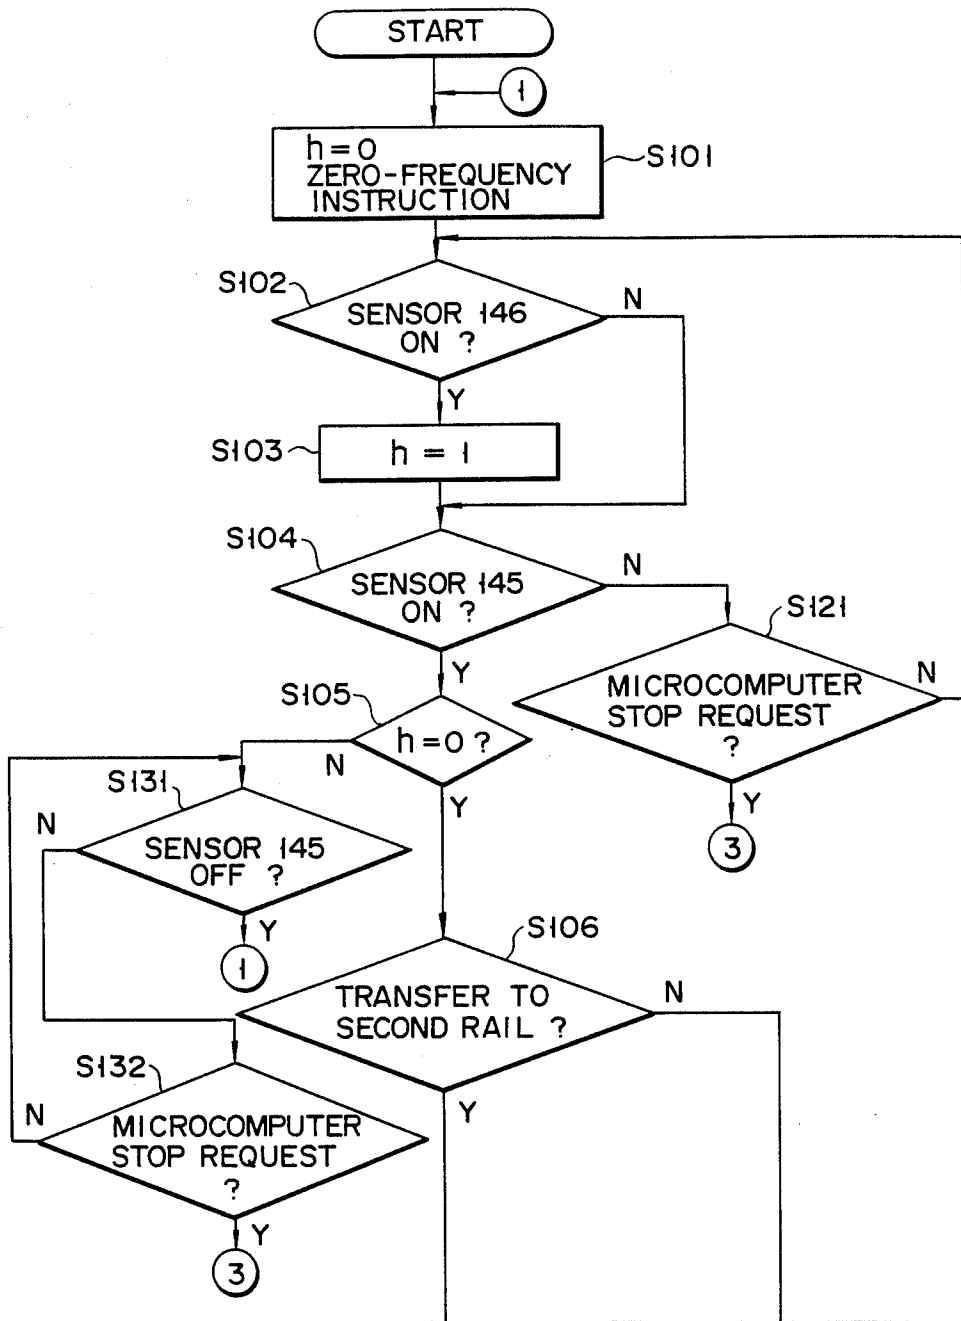 START
1
h=0
ZERO-FREQUENCY
INSTRUCTION
S101
S102
SENSOR 146
ON ?
N
Y
S103
h = 1
S104
SENSOR 145
ON ?
N
Y
S121
MICROCOMPUTER
STOP REQUEST
?
N
Y
3
S105
h=0 ?
N
Y
S131
SENSOR 145
OFF ?
N
Y
1
S106
TRANSFER TO
SECOND RAIL ?
N
Y
S132
MICROCOMPUTER
STOP REQUEST
?
N
Y
3